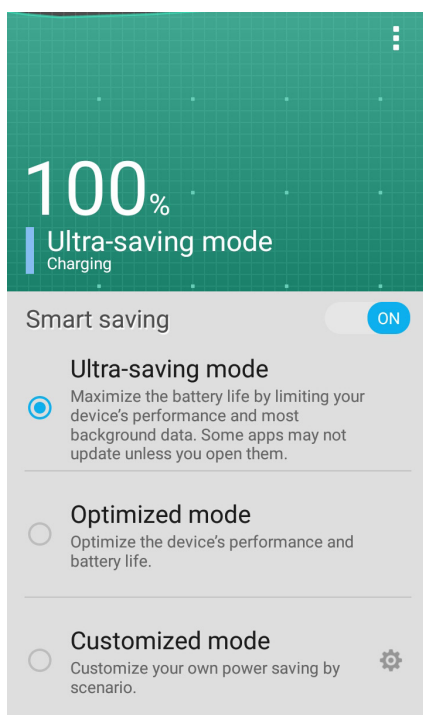 100%
Ultra-saving mode
Charging
Smart saving
ON
Ultra-saving mode
Maximize the battery life by limiting your
device's performance and most
background data. Some apps may not
update unless you open them.
Optimized mode
Optimize the device's performance and
battery life.
Customized mode
Customize your own power saving by
scenario.